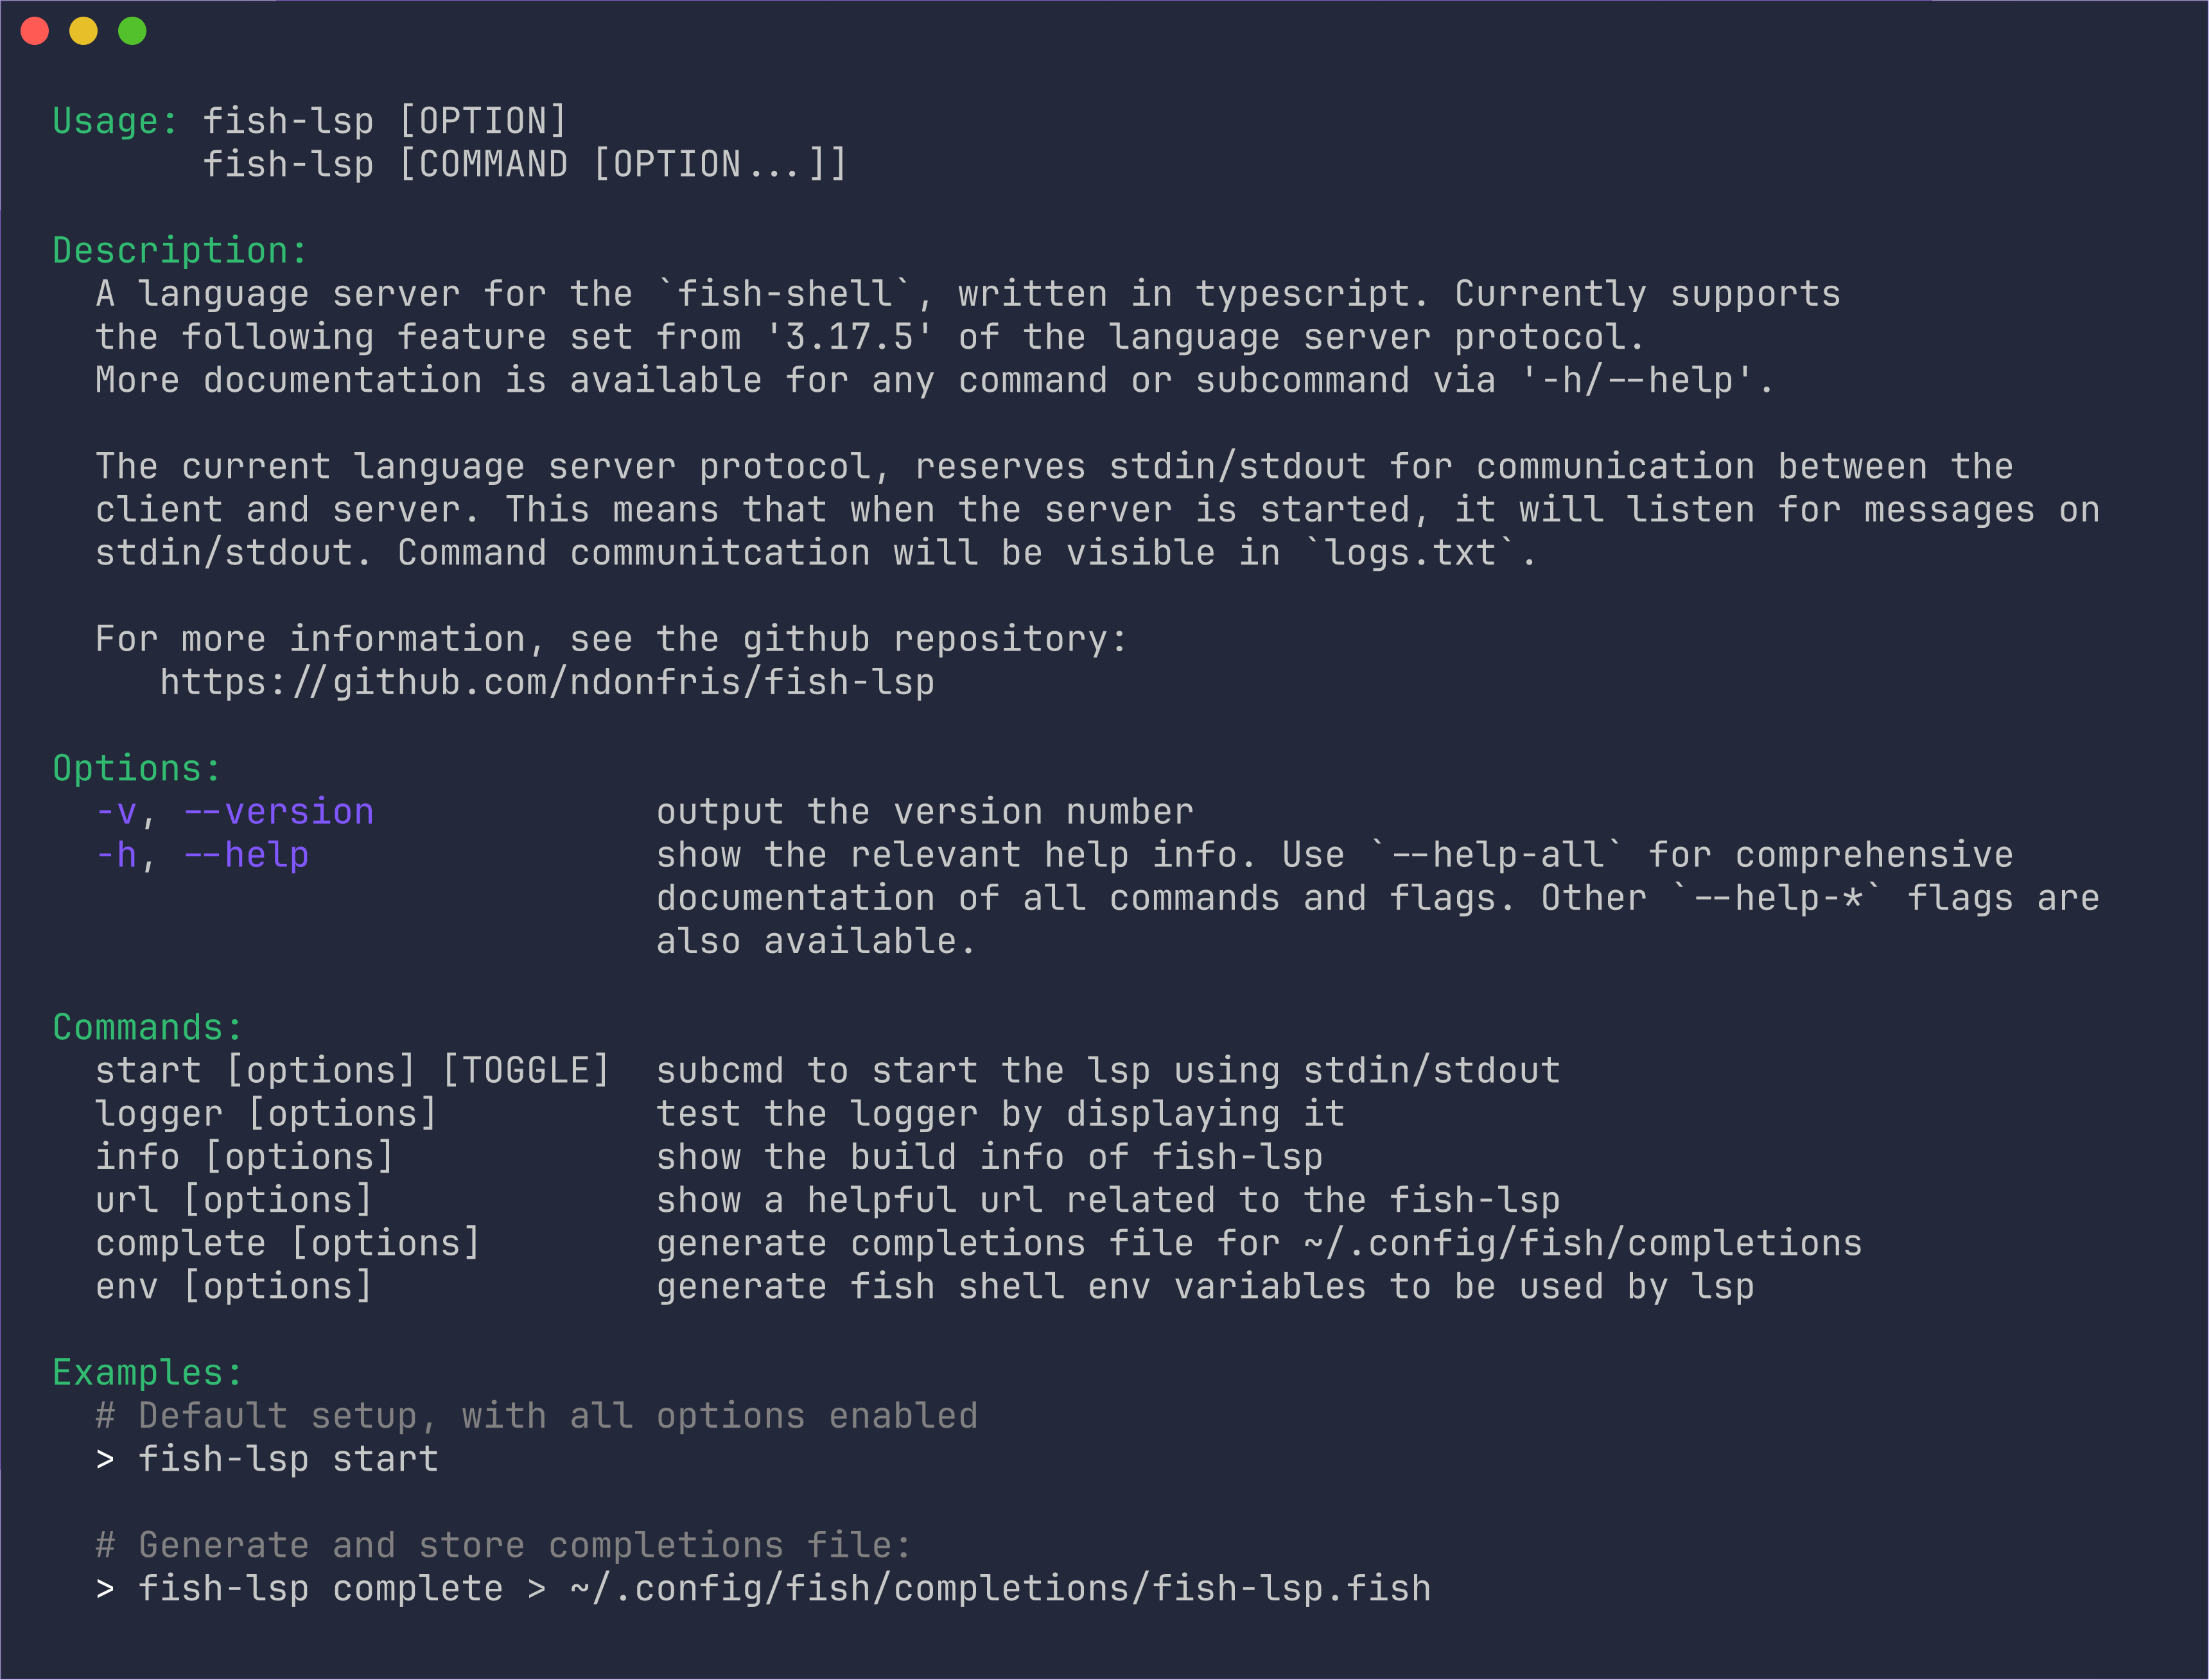 Usage: fish-lsp [OPTION]
       fish-lsp [COMMAND [OPTION...]]

Description:
  A language server for the `fish-shell`, written in typescript. Currently supports
  the following feature set from '3.17.5' of the language server protocol.
  More documentation is available for any command or subcommand via '-h/--help'.

  The current language server protocol, reserves stdin/stdout for communication between the
  client and server. This means that when the server is started, it will listen for messages on
  stdin/stdout. Command communitcation will be visible in `logs.txt`.

  For more information, see the github repository:
     https://github.com/ndonfris/fish-lsp

Options:
  -v, --version             output the version number
  -h, --help                show the relevant help info. Use `--help-all` for comprehensive
                            documentation of all commands and flags. Other `--help-*` flags are
                            also available.

Commands:
  start [options] [TOGGLE]  subcmd to start the lsp using stdin/stdout
  logger [options]          test the logger by displaying it
  info [options]            show the build info of fish-lsp
  url [options]             show a helpful url related to the fish-lsp
  complete [options]        generate completions file for ~/.config/fish/completions
  env [options]             generate fish shell env variables to be used by lsp

Examples:
  # Default setup, with all options enabled
  > fish-lsp start

  # Generate and store completions file:
  > fish-lsp complete > ~/.config/fish/completions/fish-lsp.fish